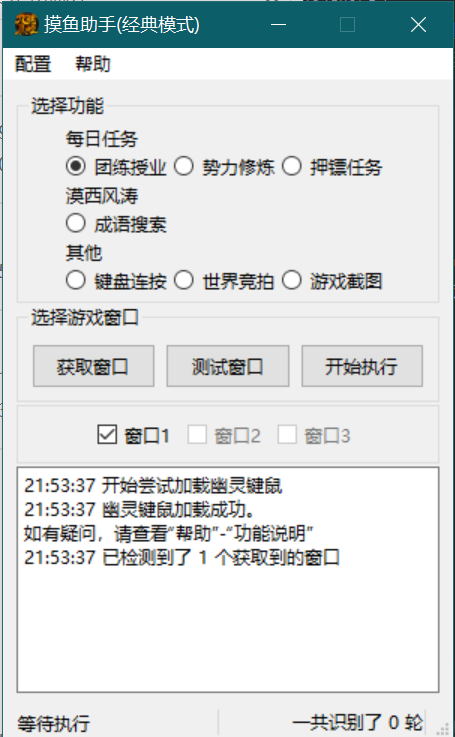 摸鱼助手(经典模式)
配置 帮助
选择功能
每日任务
团练授业 势力修炼 押镖任务
漠西风涛
成语搜索
其他
键盘连按 世界竞拍 游戏截图
选择游戏窗口
获取窗口 测试窗口 开始执行
窗口1 窗口2 窗口3
21:53:37 开始尝试加载幽灵键鼠
21:53:37 幽灵键鼠加载成功。
如有疑问，请查看“帮助”-“功能说明”
21:53:37 已检测到了 1 个获取到的窗口
等待执行 一共识别了 0 轮